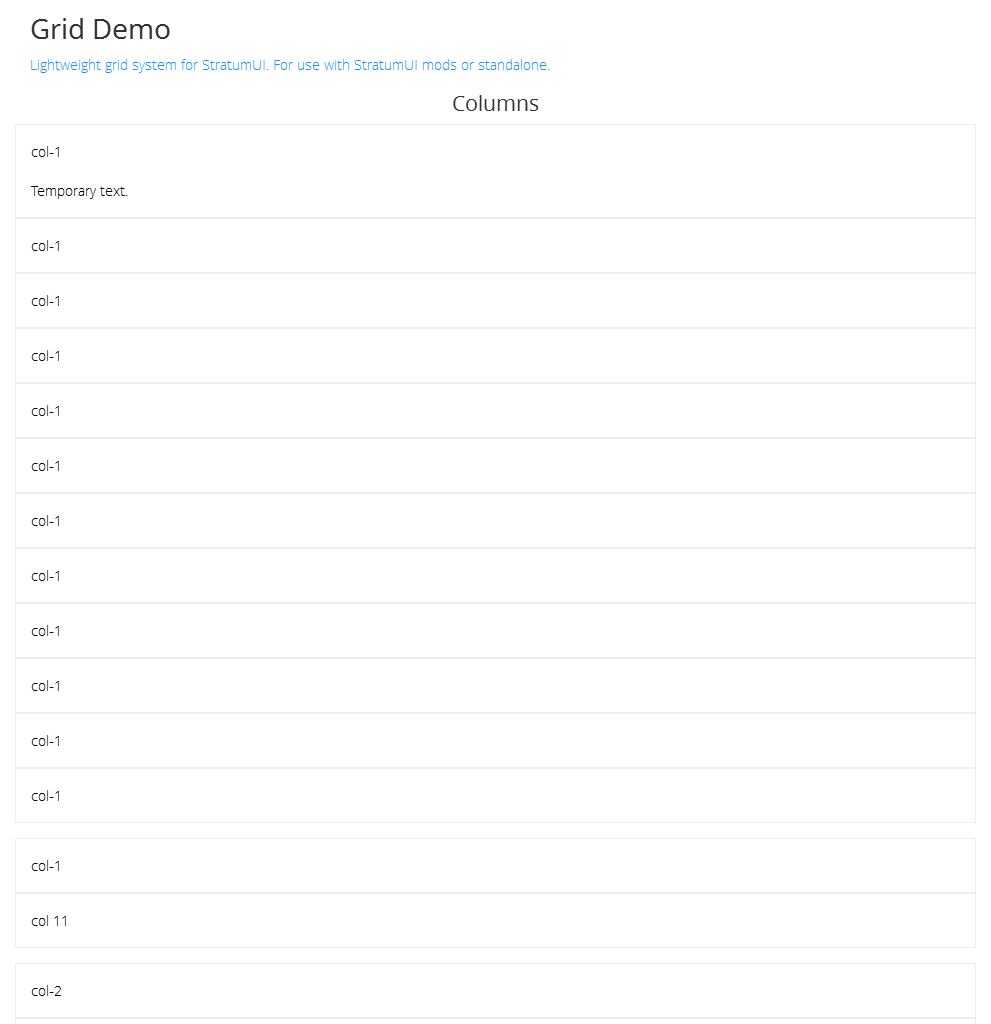 Grid Demo
Lightweight grid system for StratumUI. For use with StratumUI mods or standalone.
Columns
col-1
Temporary text.
col-1
col-1
col-1
col-1
col-1
col-1
col-1
col-1
col-1
col-1
col-1
col-1
col 11
col-2